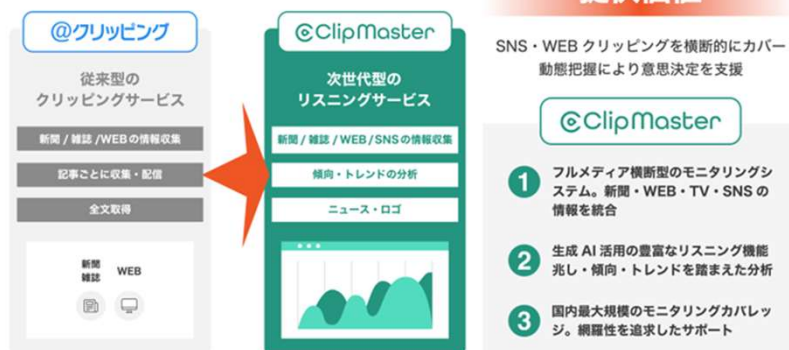 @クリッピング
従来型の
クリッピングサービス
新聞 / 雑誌 /WEBの情報収集
記事ごとに収集・配信
全文取得
新聞
雑誌
WEB
ClipMaster
次世代型の
リスニングサービス
新聞 / 雑誌 / WEB/SNSの情報収集
傾向・トレンドの分析
ニュース・ロゴ
提供価値
SNS・WEB クリッピングを横断的にカバー
動態把握により意思決定を支援
ClipMaster
1
フルメディア横断型のモニタリングシ
ステム。新聞・WEB・TV・SNS の
情報を統合
2
生成 AI 活用の豊富なリスニング機能
兆し・傾向・トレンドを踏まえた分析
3
国内最大規模のモニタリングカバレッ
ジ。網羅性を追求したサポート